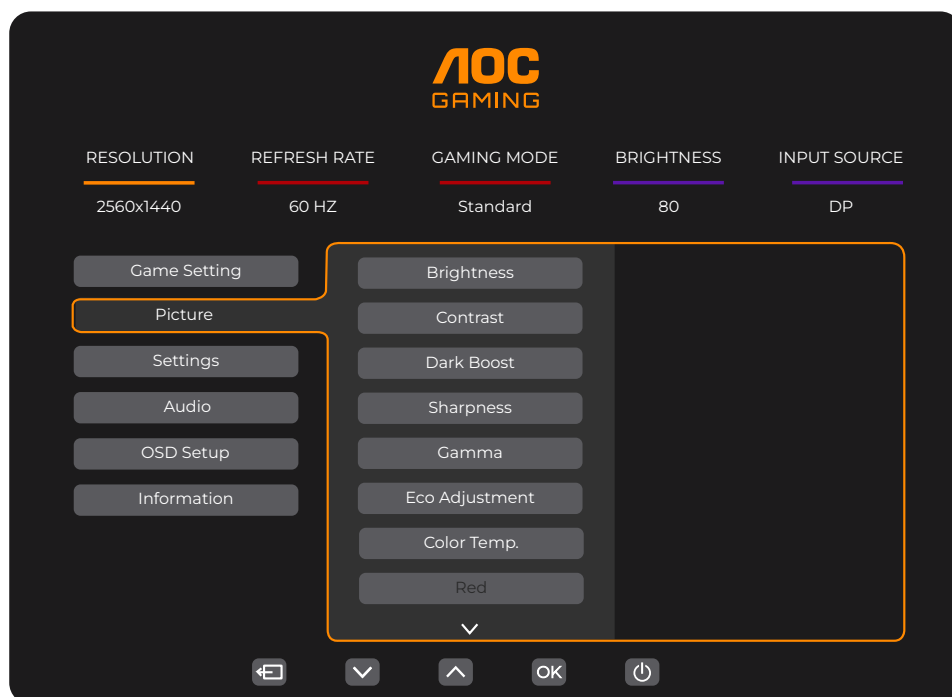 AOC
GAMING
RESOLUTION REFRESH RATE GAMING MODE BRIGHTNESS INPUT SOURCE
2560x1440 60 HZ Standard 80 DP
Game Setting
Picture
Settings
Audio
OSD Setup
Information
Brightness
Contrast
Dark Boost
Sharpness
Gamma
Eco Adjustment
Color Temp.
Red
OK